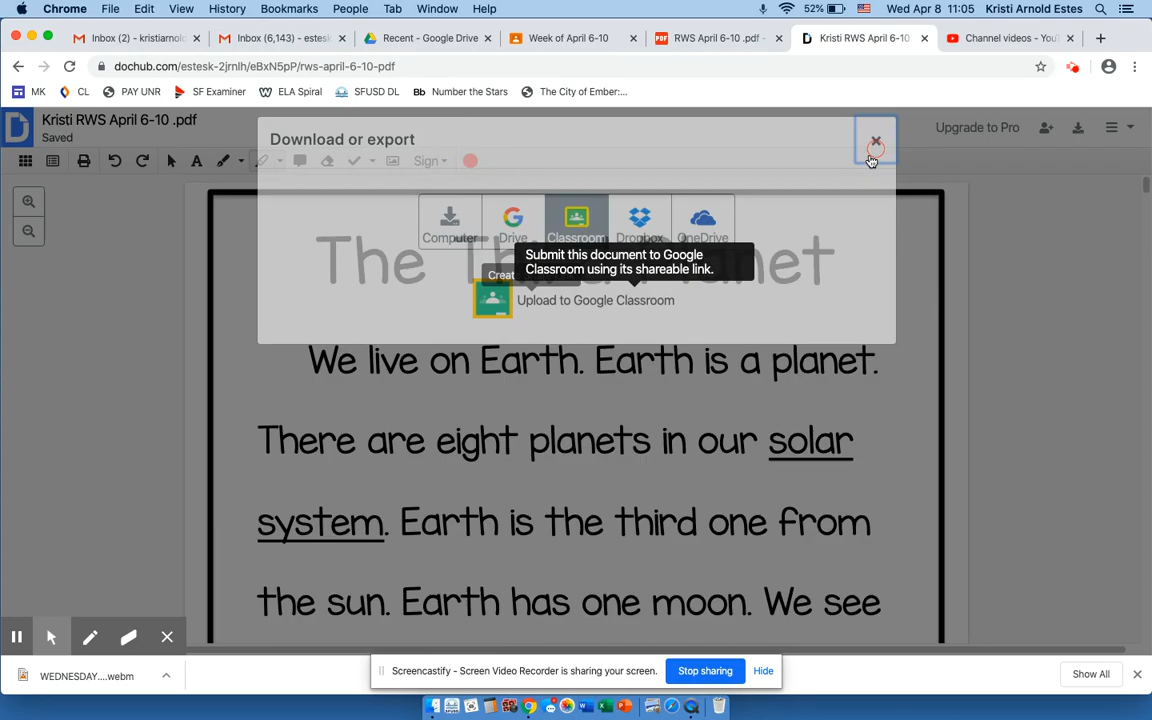 Chrome File Edit View History Bookmarks People Tab Window Help 52% Wed Apr 8 11:05 Kristi Arnold Estes
Inbox (2) - kristiarnol Inbox (6,143) - estesk Recent - Google Drive Week of April 6-10 RWS April 6-10 .pdf - Kristi RWS April 6-10 Channel videos - You
dochub.com/estesk-2jrnlh/eBxN5pP/rws-april-6-10-pdf
MK CL PAY UNR SF Examiner ELA Spiral SFUSD DL Bb Number the Stars The City of Ember:...
Kristi RWS April 6-10 .pdf
Saved
Upgrade to Pro
Download or export
Sign
Computer Drive Classroom Dropbox OneDrive
Submit this document to Google
Classroom using its shareable link.
Creat
Upload to Google Classroom
The Planet
We live on Earth. Earth is a planet.
There are eight planets in our solar
system. Earth is the third one from
the sun. Earth has one moon. We see
Screencastify - Screen Video Recorder is sharing your screen. Stop sharing Hide
WEDNESDAY....webm
Show All